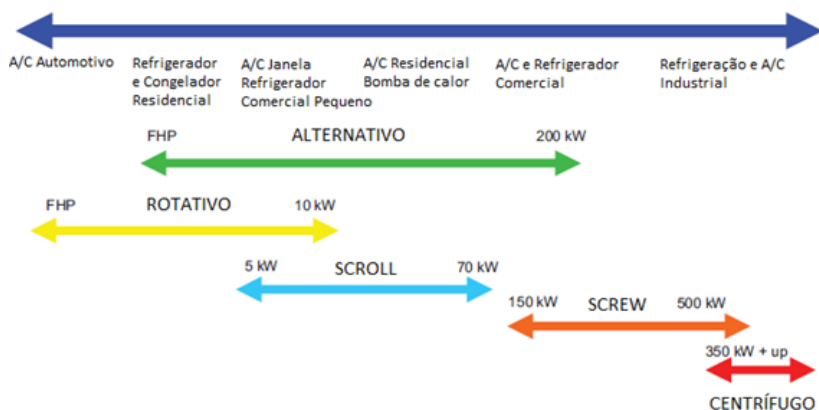 A/C Automotivo
Refrigerador
e Congelador
Residencial
A/C Janela
Refrigerador
Comercial Pequeno
A/C Residencial
Bomba de calor
A/C e Refrigerador
Comercial
Refrigeração e A/C
Industrial
FHP ALTERNATIVO 200 kW
FHP ROTATIVO 10 kW
5 kW SCROLL 70 kW
150 kW SCREW 500 kW
350 kW + up
CENTRÍFUGO